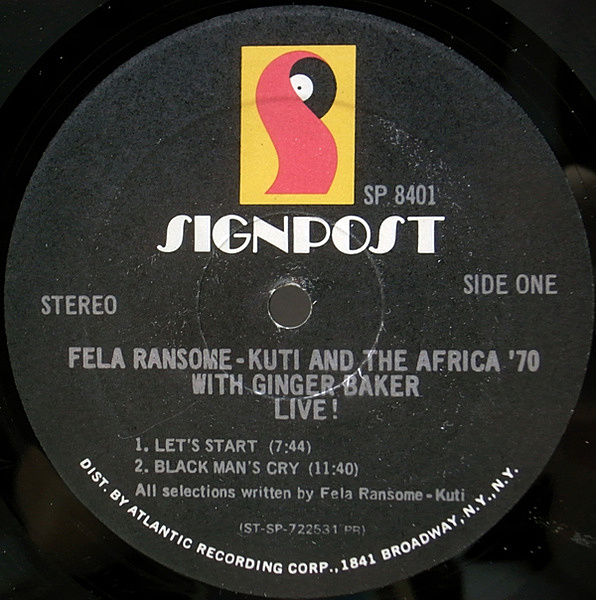 SP 8401
SIGNPOST
STEREO
SIDE ONE
FELA RANSOME-KUTI AND THE AFRICA '70
WITH GINGER BAKER
LIVE!
1. LET'S START (7:44)
2. BLACK MAN'S CRY (11:40)
All selections written by Fela Ransome-Kuti
(ST-SP-722531 PR)
DIST. BY ATLANTIC RECORDING CORP., 1841 BROADWAY, N.Y., N.Y.